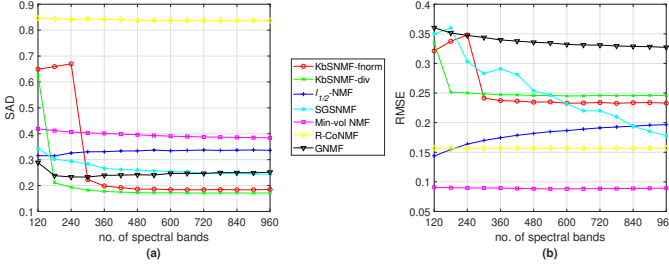 (a)
0.9
0.8
0.7
0.6
0.5
0.4
0.3
0.2
0.1
SAD
120 240 360 480 600 720 840 960
no. of spectral bands
(a)
KbSNMF-fnorm
KbSNMF-div
l1/2-NMF
SGSNMF
Min-vol NMF
R-CoNMF
GNMF
(b)
0.4
0.35
0.3
0.25
0.2
0.15
0.1
0.05
RMSE
120 240 360 480 600 720 840 96
no. of spectral bands
(b)